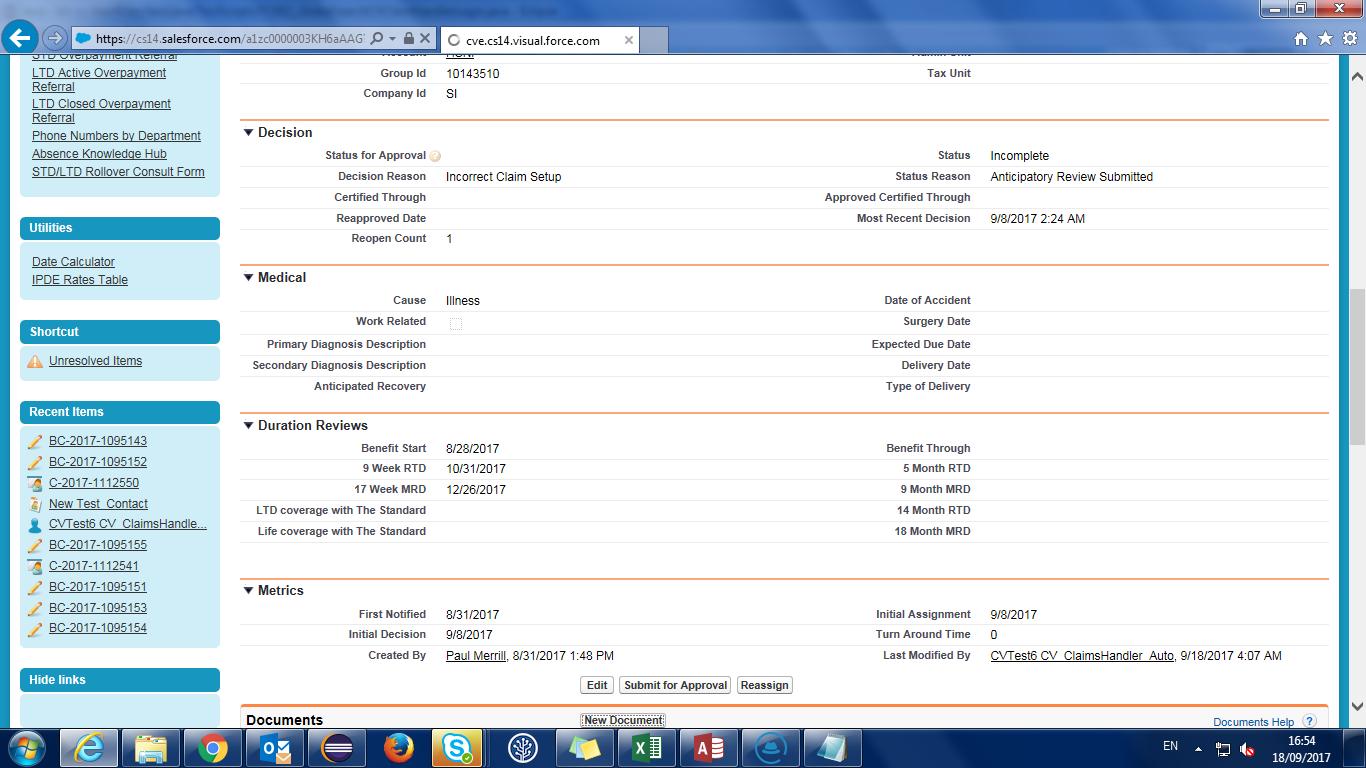 https://cs14.salesforce.com/a1zc0000003KH6aAAG
cve.cs14.visual.force.com
STD Overpayment Referral
LTD Active Overpayment
Referral
LTD Closed Overpayment
Referral
Phone Numbers by Department
Absence Knowledge Hub
STD/LTD Rollover Consult Form
Utilities
Date Calculator
IPDE Rates Table
Shortcut
Unresolved Items
Recent Items
BC-2017-1095143
BC-2017-1095152
C-2017-1112550
New Test_Contact
CVTest6 CV_ClaimsHandle...
BC-2017-1095155
C-2017-1112541
BC-2017-1095151
BC-2017-1095153
BC-2017-1095154
Hide links
Group Id 10143510 Tax Unit
Company Id SI
Decision
Status for Approval Status Incomplete
Decision Reason Incorrect Claim Setup Status Reason Anticipatory Review Submitted
Certified Through Approved Certified Through
Reapproved Date Most Recent Decision 9/8/2017 2:24 AM
Reopen Count 1
Medical
Cause Illness Date of Accident
Work Related Surgery Date
Primary Diagnosis Description Expected Due Date
Secondary Diagnosis Description Delivery Date
Anticipated Recovery Type of Delivery
Duration Reviews
Benefit Start 8/28/2017 Benefit Through
9 Week RTD 10/31/2017 5 Month RTD
17 Week MRD 12/26/2017 9 Month MRD
LTD coverage with The Standard 14 Month RTD
Life coverage with The Standard 18 Month MRD
Metrics
First Notified 8/31/2017 Initial Assignment 9/8/2017
Initial Decision 9/8/2017 Turn Around Time 0
Created By Paul Merrill, 8/31/2017 1:48 PM Last Modified By CVTest6 CV_ClaimsHandler_Auto, 9/18/2017 4:07 AM
Edit Submit for Approval Reassign
Documents New Document Documents Help ?
EN 16:54
18/09/2017